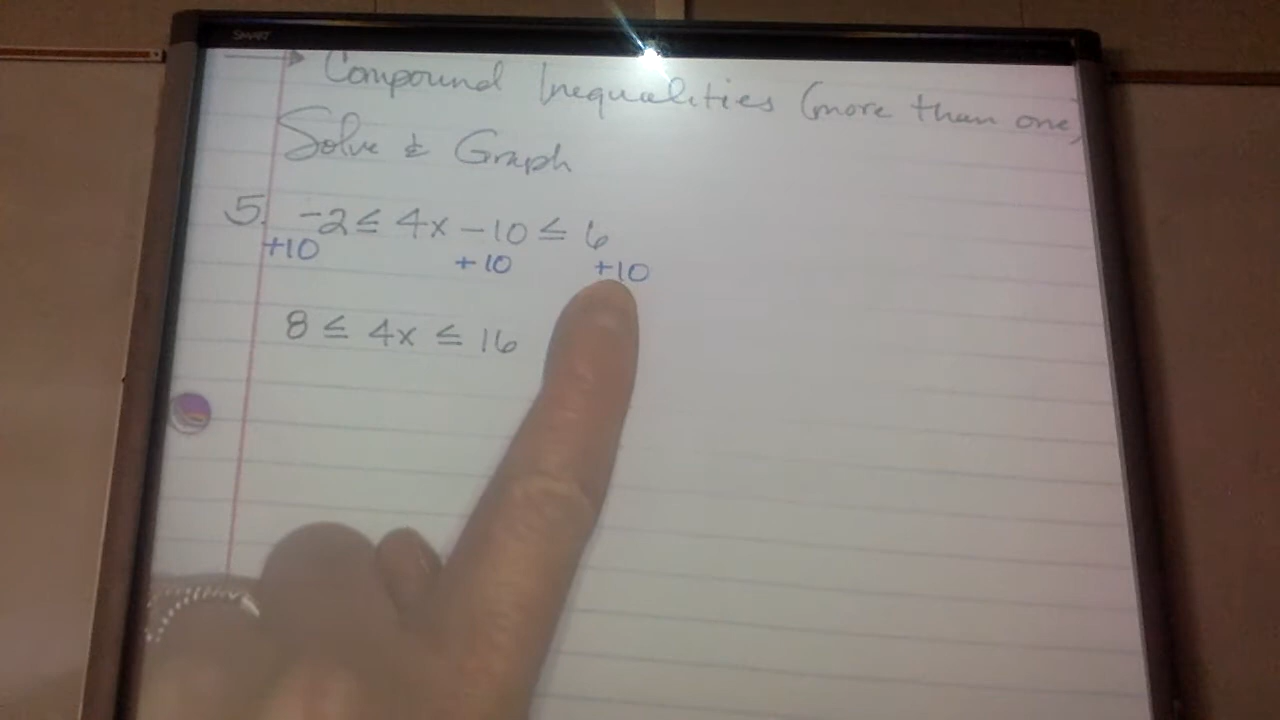 SMART
Compound Inequalities (more than one)
Solve & Graph
5. -2 ≤ 4x - 10 ≤ 6
+10 +10 +10
8 ≤ 4x ≤ 16